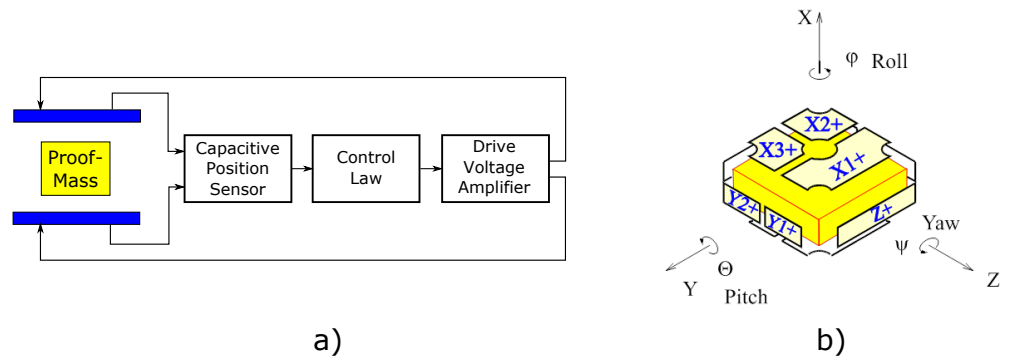 Proof-
Mass
Capacitive
Position
Sensor
Control
Law
Drive
Voltage
Amplifier
a)
X
φ Roll
X2+
X3+
X1+
Y2+
Y1+
Z+
Yaw
ψ
Z
Θ
Y
Pitch
b)